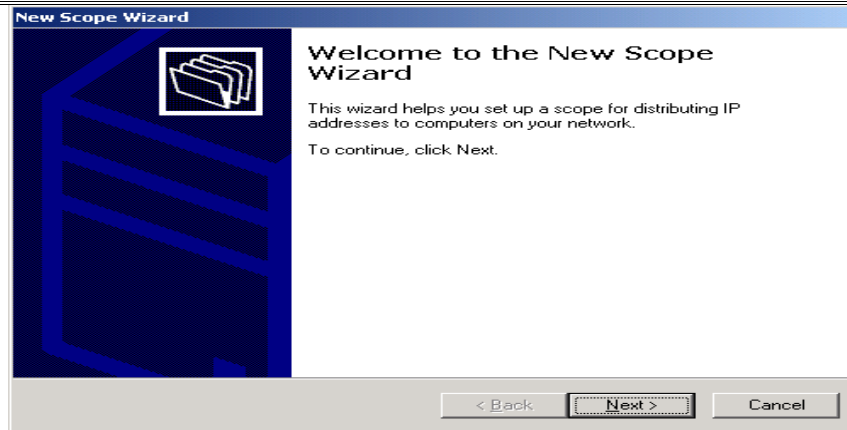 New Scope Wizard
Welcome to the New Scope
Wizard
This wizard helps you set up a scope for distributing IP
addresses to computers on your network.
To continue, click Next.
< Back
Next >
Cancel